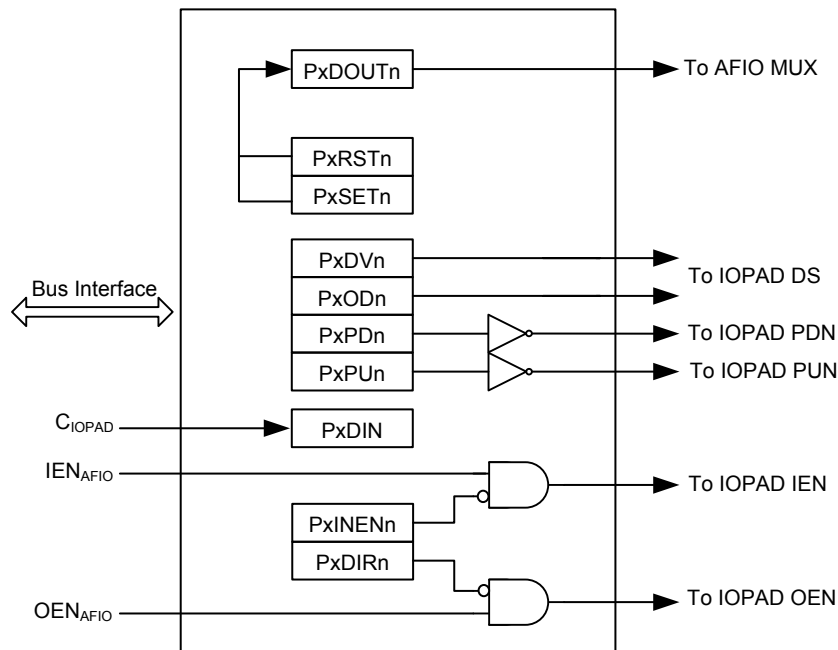 PxDOUTn
To AFIO MUX
PxRSTn
PxSETn
PxDVn
To IOPAD DS
Bus Interface
PxODn
PxPDn
To IOPAD PDN
PxPUn
To IOPAD PUN
CIOPAD
PxDIN
IENAFIO
To IOPAD IEN
PxINENn
PxDIRn
To IOPAD OEN
OENAFIO